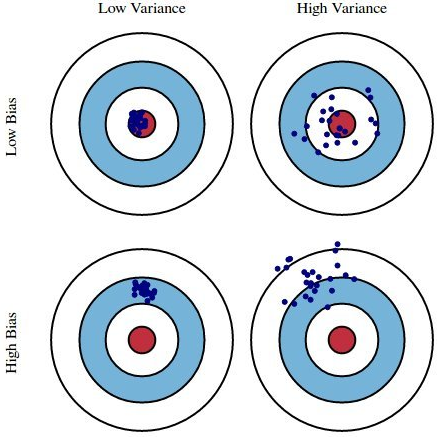 Low Variance
High Variance
Low Bias
High Bias